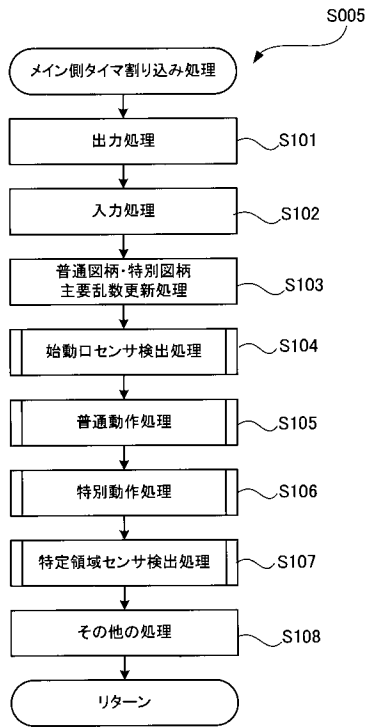 S005
メイン側タイマ割り込み処理
出力処理
S101
入力処理
S102
普通図柄・特別図柄
主要乱数更新処理
S103
始動口センサ検出処理
S104
普通動作処理
S105
特別動作処理
S106
特定領域センサ検出処理
S107
その他の処理
S108
リターン